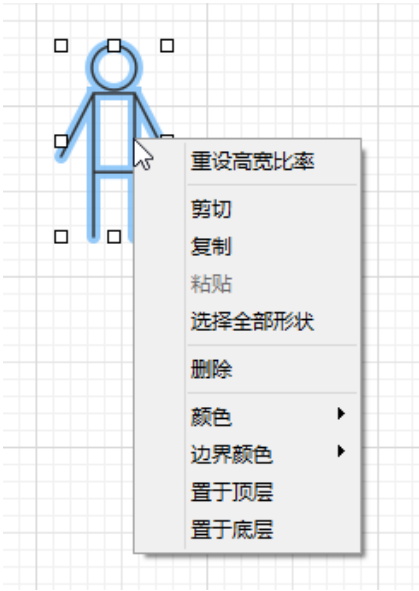 重设高宽比率
剪切
复制
粘贴
选择全部形状
删除
颜色
边界颜色
置于顶层
置于底层